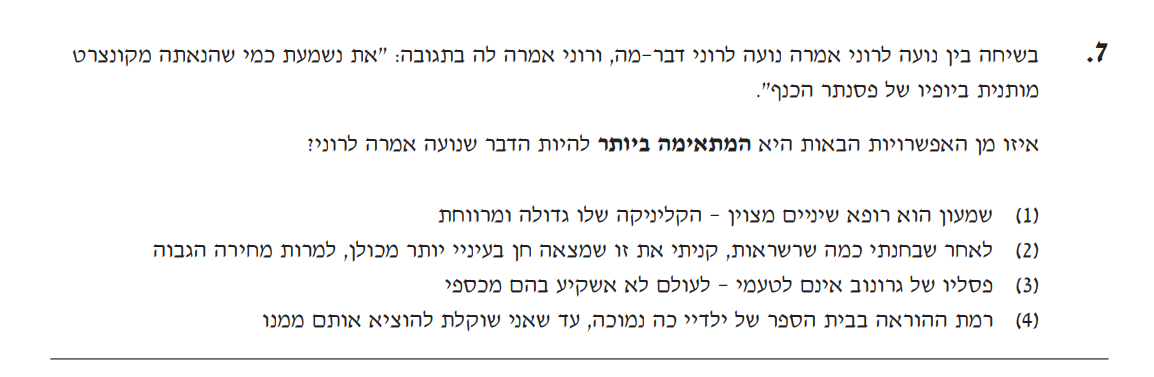 7. בשיחה בין נועה לרוני אמרה נועה לרוני דבר-מה, ורוני אמרה לה בתגובה: "את נשמעת כמי שהנאתה מקונצרט
מותנית ביופיו של פסנתר הכנף".
איזו מן האפשרויות הבאות היא המתאימה ביותר להיות הדבר שנועה אמרה לרוני?
(1) שמעון הוא רופא שיניים מצוין – הקליניקה שלו גדולה ומרווחת
(2) לאחר שבחנתי כמה שרשראות, קניתי את זו שמצאה חן בעיניי יותר מכולן, למרות מחירה הגבוה
(3) פסליו של גרונוב אינם לטעמי – לעולם לא אשקיע בהם מכספי
(4) רמת ההוראה בבית הספר של ילדיי כה נמוכה, עד שאני שוקלת להוציא אותם ממנו